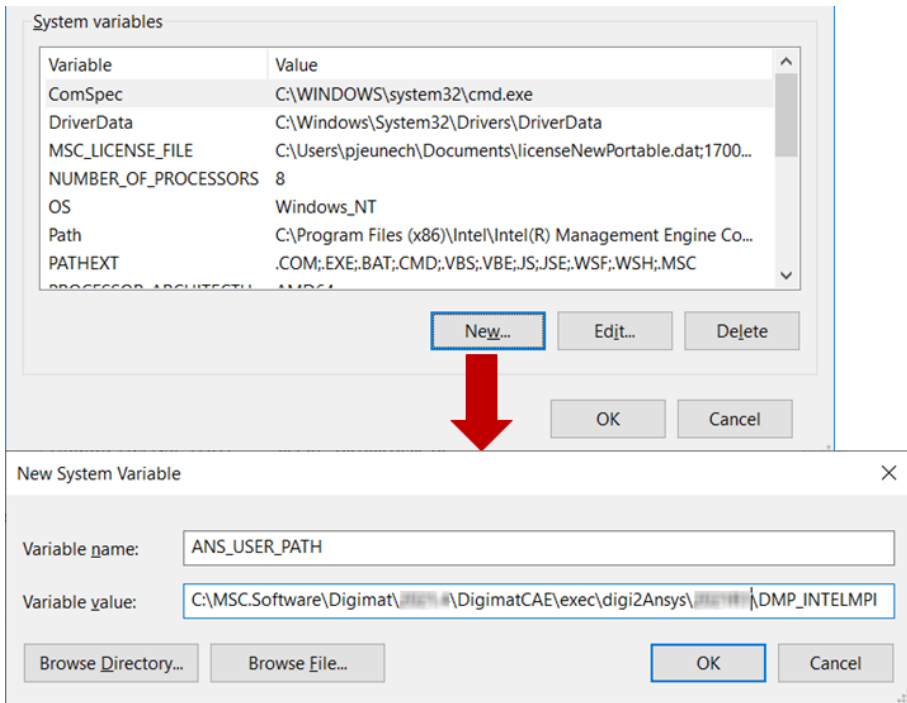 System variables
Variable Value
ComSpec C:\WINDOWS\system32\cmd.exe
DriverData C:\Windows\System32\Drivers\DriverData
MSC_LICENSE_FILE C:\Users\pjeunech\Documents\licenseNewPortable.dat;1700...
NUMBER_OF_PROCESSORS 8
OS Windows_NT
Path C:\Program Files (x86)\Intel\Intel(R) Management Engine Co...
PATHEXT .COM;.EXE;.BAT;.CMD;.VBS;.VBE;.JS;.JSE;.WSF;.WSH;.MSC
New... Edit... Delete
OK Cancel
New System Variable
Variable name: ANS_USER_PATH
Variable value: C:\MSC.Software\Digimat\ \DigimatCAE\exec\digi2Ansys\ \DMP_INTELMPI
Browse Directory... Browse File... OK Cancel